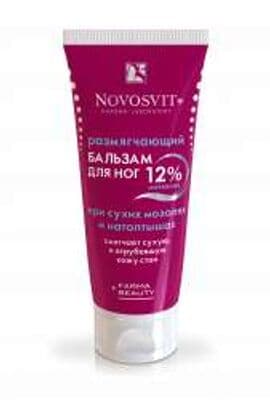 NOVOSVIT
размягчающий
БАЛЬЗАМ
ДЛЯ НОГ 12%
при сухих мозолях
и натоптышах
смягчает сухую
и огрубевшую
кожу стоп
FARMA
BEAUTY